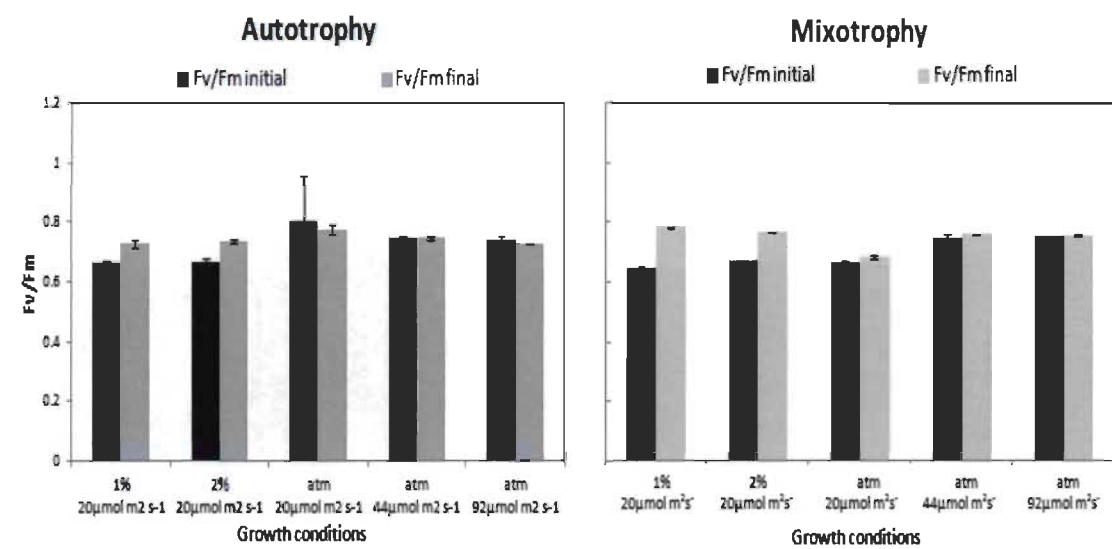 Autotrophy
Fv/Fm initial Fv/Fm final
1.2
1
0.8
0.6
0.4
0.2
0
Fv/Fm
1% 2% atm atm atm
20µmol m2 s-1 20µmol m2 s-1 20µmol m2 s-1 44µmol m2 s-1 92µmol m2 s-1
Growth conditions
Mixotrophy
Fv/Fm initial Fv/Fm final
1% 2% atm atm atm
20µmol m²s⁻ 20µmol m²s⁻ 20µmol m²s⁻ 44µmol m²s⁻ 92µmol m²s⁻
Growth conditions